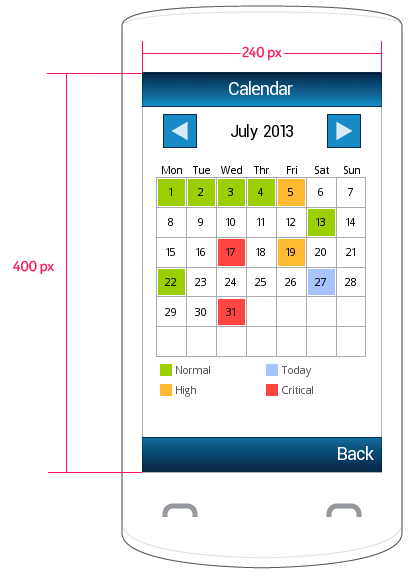 240 px
Calendar
July 2013
Mon Tue Wed Thr Fri Sat Sun
1 2 3 4 5 6 7
8 9 10 11 12 13 14
15 16 17 18 19 20 21
400 px
22 23 24 25 26 27 28
29 30 31
Normal Today
High Critical
Back